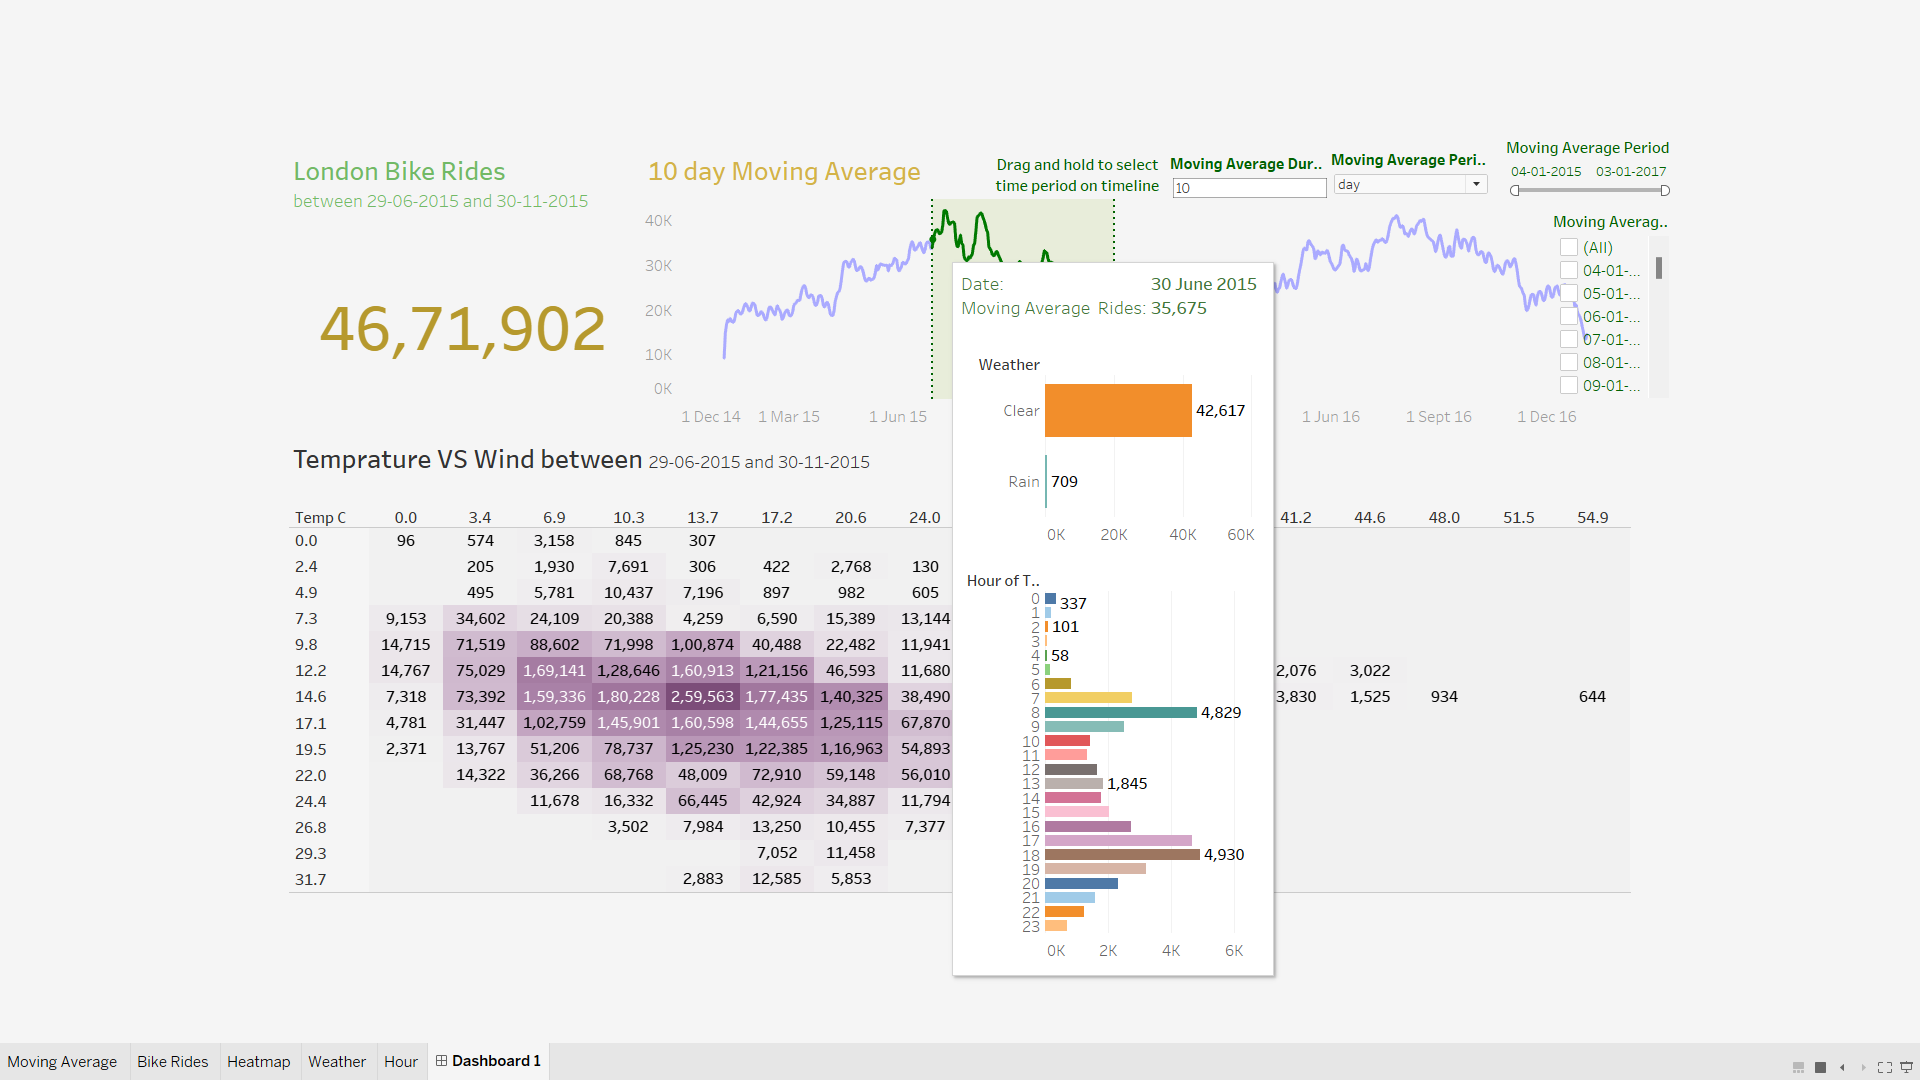 London Bike Rides
between 29-06-2015 and 30-11-2015
46,71,902
10 day Moving Average
Drag and hold to select
time period on timeline
Moving Average Dur..
10
Moving Average Peri..
day
Moving Average Period
04-01-2015 03-01-2017
Moving Averag..
(All)
04-01-...
05-01-...
06-01-...
07-01-...
08-01-...
09-01-...
40K
30K
20K
10K
0K
1 Dec 14 1 Mar 15 1 Jun 15 1 Jun 16 1 Sept 16 1 Dec 16
Date: 30 June 2015
Moving Average Rides: 35,675
Weather
Clear 42,617
Rain 709
0K 20K 40K 60K
Hour of T..
0 337
1
2 101
3
4 58
5
6
7
8 4,829
9
10
11
12
13 1,845
14
15
16
17
18 4,930
19
20
21
22
23
0K 2K 4K 6K
Temprature VS Wind between 29-06-2015 and 30-11-2015
Temp C 0.0 3.4 6.9 10.3 13.7 17.2 20.6 24.0 41.2 44.6 48.0 51.5 54.9
0.0 96 574 3,158 845 307
2.4 205 1,930 7,691 306 422 2,768 130
4.9 495 5,781 10,437 7,196 897 982 605
7.3 9,153 34,602 24,109 20,388 4,259 6,590 15,389 13,144
9.8 14,715 71,519 88,602 71,998 1,00,874 40,488 22,482 11,941
12.2 14,767 75,029 1,69,141 1,28,646 1,60,913 1,21,156 46,593 11,680 2,076 3,022
14.6 7,318 73,392 1,59,336 1,80,228 2,59,563 1,77,435 1,40,325 38,490 3,830 1,525 934 644
17.1 4,781 31,447 1,02,759 1,45,901 1,60,598 1,44,655 1,25,115 67,870
19.5 2,371 13,767 51,206 78,737 1,25,230 1,22,385 1,16,963 54,893
22.0 14,322 36,266 68,768 48,009 72,910 59,148 56,010
24.4 11,678 16,332 66,445 42,924 34,887 11,794
26.8 3,502 7,984 13,250 10,455 7,377
29.3 7,052 11,458
31.7 2,883 12,585 5,853
Moving Average Bike Rides Heatmap Weather Hour Dashboard 1